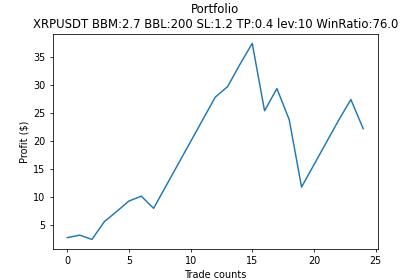 Portfolio
XRPUSDT BBM:2.7 BBL:200 SL:1.2 TP:0.4 lev:10 WinRatio:76.0
35
30
25
20
15
10
5
Profit ($)
0 5 10 15 20 25
Trade counts